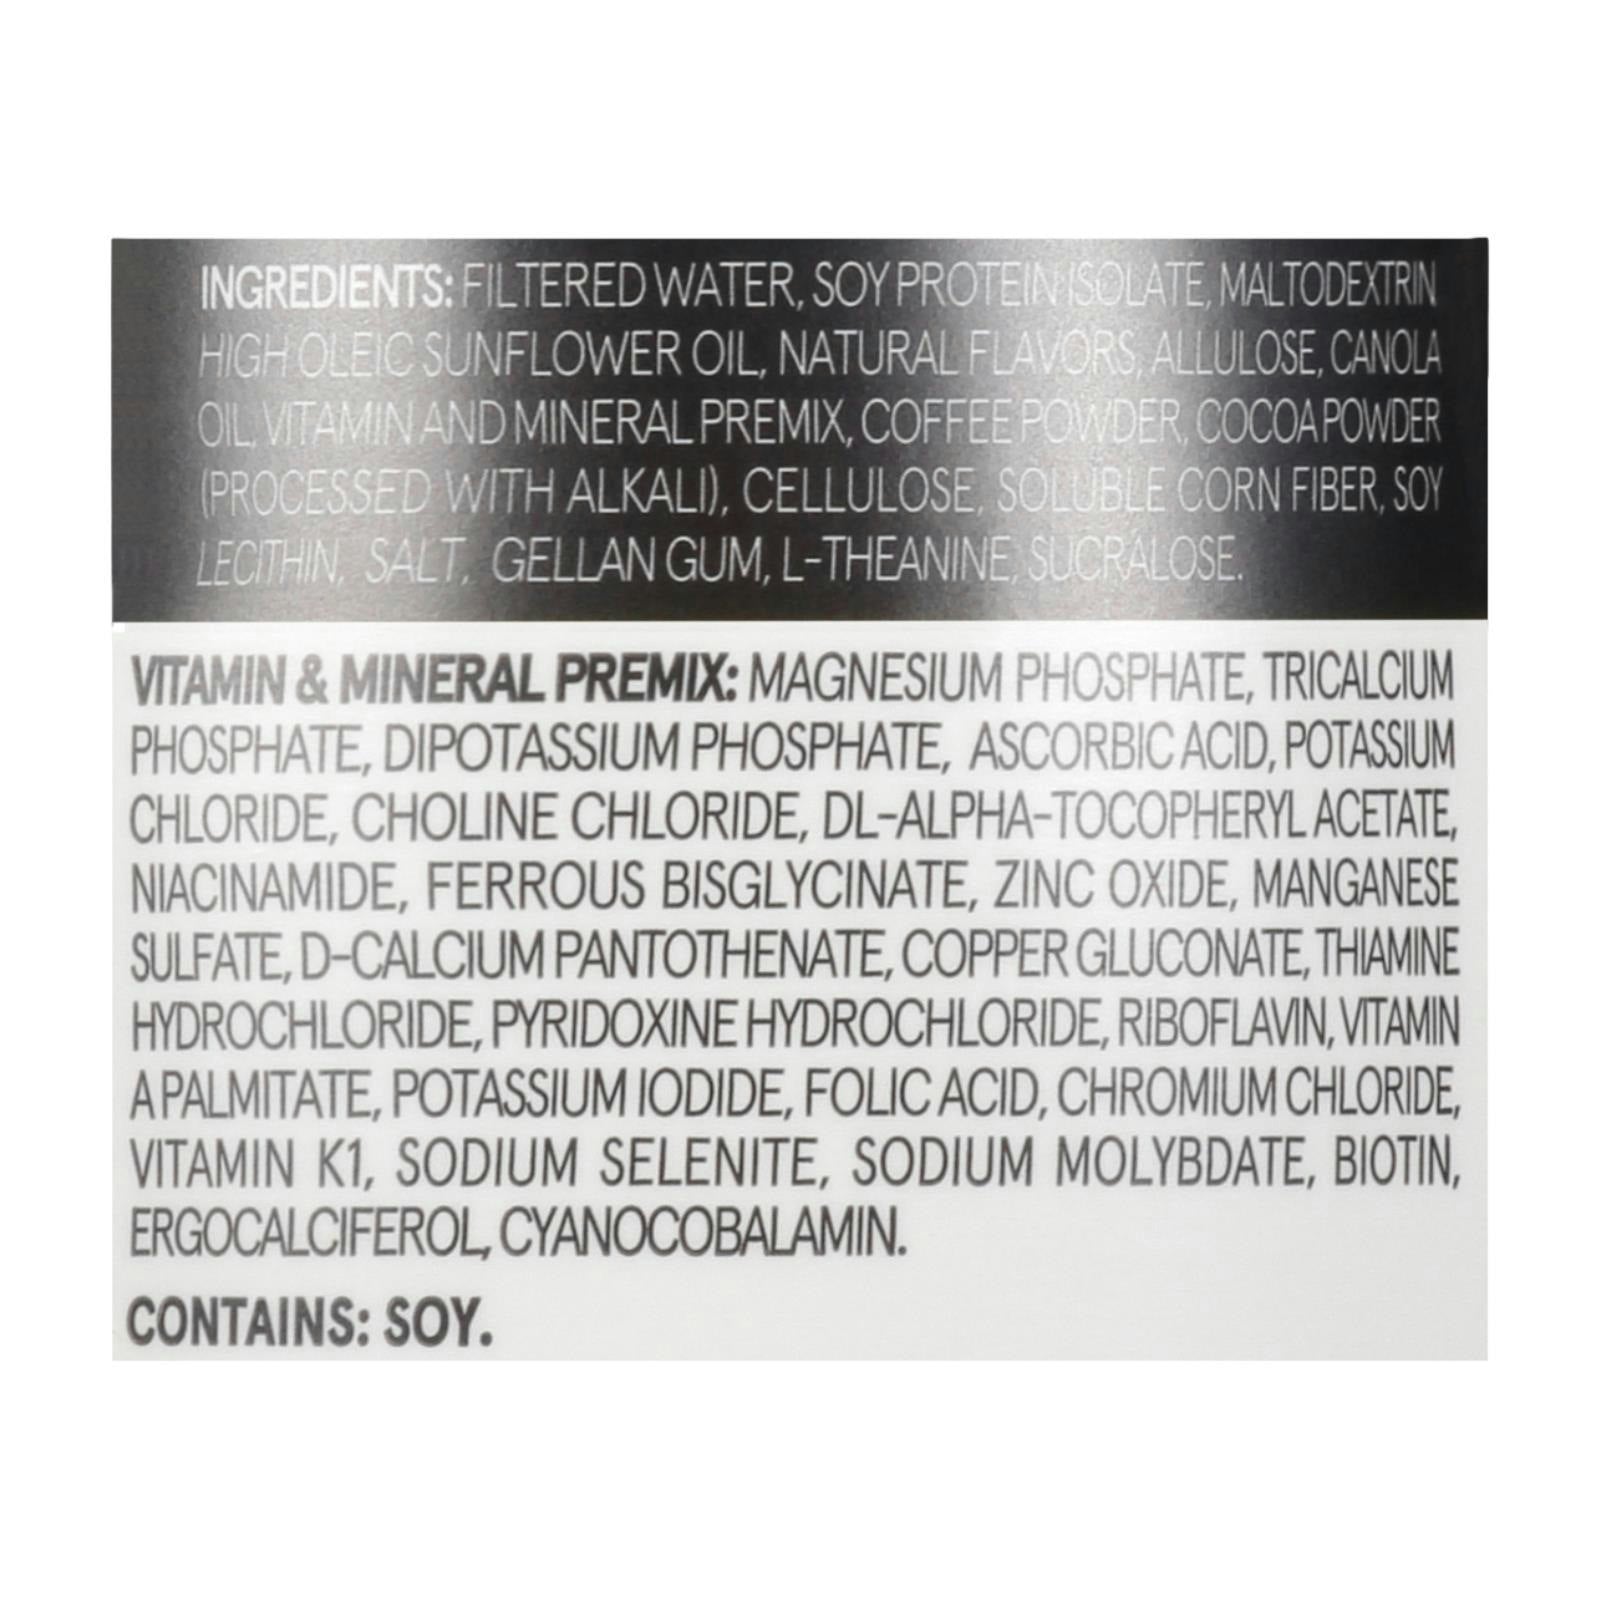 INGREDIENTS: FILTERED WATER, SOY PROTEIN ISOLATE, MALTODEXTRIN
HIGH OLEIC SUNFLOWER OIL, NATURAL FLAVORS, ALLULOSE, CANOLA
OIL, VITAMIN AND MINERAL PREMIX, COFFEE POWDER, COCOA POWDER
(PROCESSED WITH ALKALI), CELLULOSE, SOLUBLE CORN FIBER, SOY
LECITHIN, SALT, GELLAN GUM, L-THEANINE, SUCRALOSE.
VITAMIN & MINERAL PREMIX: MAGNESIUM PHOSPHATE, TRICALCIUM
PHOSPHATE, DIPOTASSIUM PHOSPHATE, ASCORBIC ACID, POTASSIUM
CHLORIDE, CHOLINE CHLORIDE, DL-ALPHA-TOCOPHERYL ACETATE,
NIACINAMIDE, FERROUS BISGLYCINATE, ZINC OXIDE, MANGANESE
SULFATE, D-CALCIUM PANTOTHENATE, COPPER GLUCONATE, THIAMINE
HYDROCHLORIDE, PYRIDOXINE HYDROCHLORIDE, RIBOFLAVIN, VITAMIN
A PALMITATE, POTASSIUM IODIDE, FOLIC ACID, CHROMIUM CHLORIDE,
VITAMIN K1, SODIUM SELENITE, SODIUM MOLYBDATE, BIOTIN,
ERGOCALCIFEROL, CYANOCOBALAMIN.
CONTAINS: SOY.